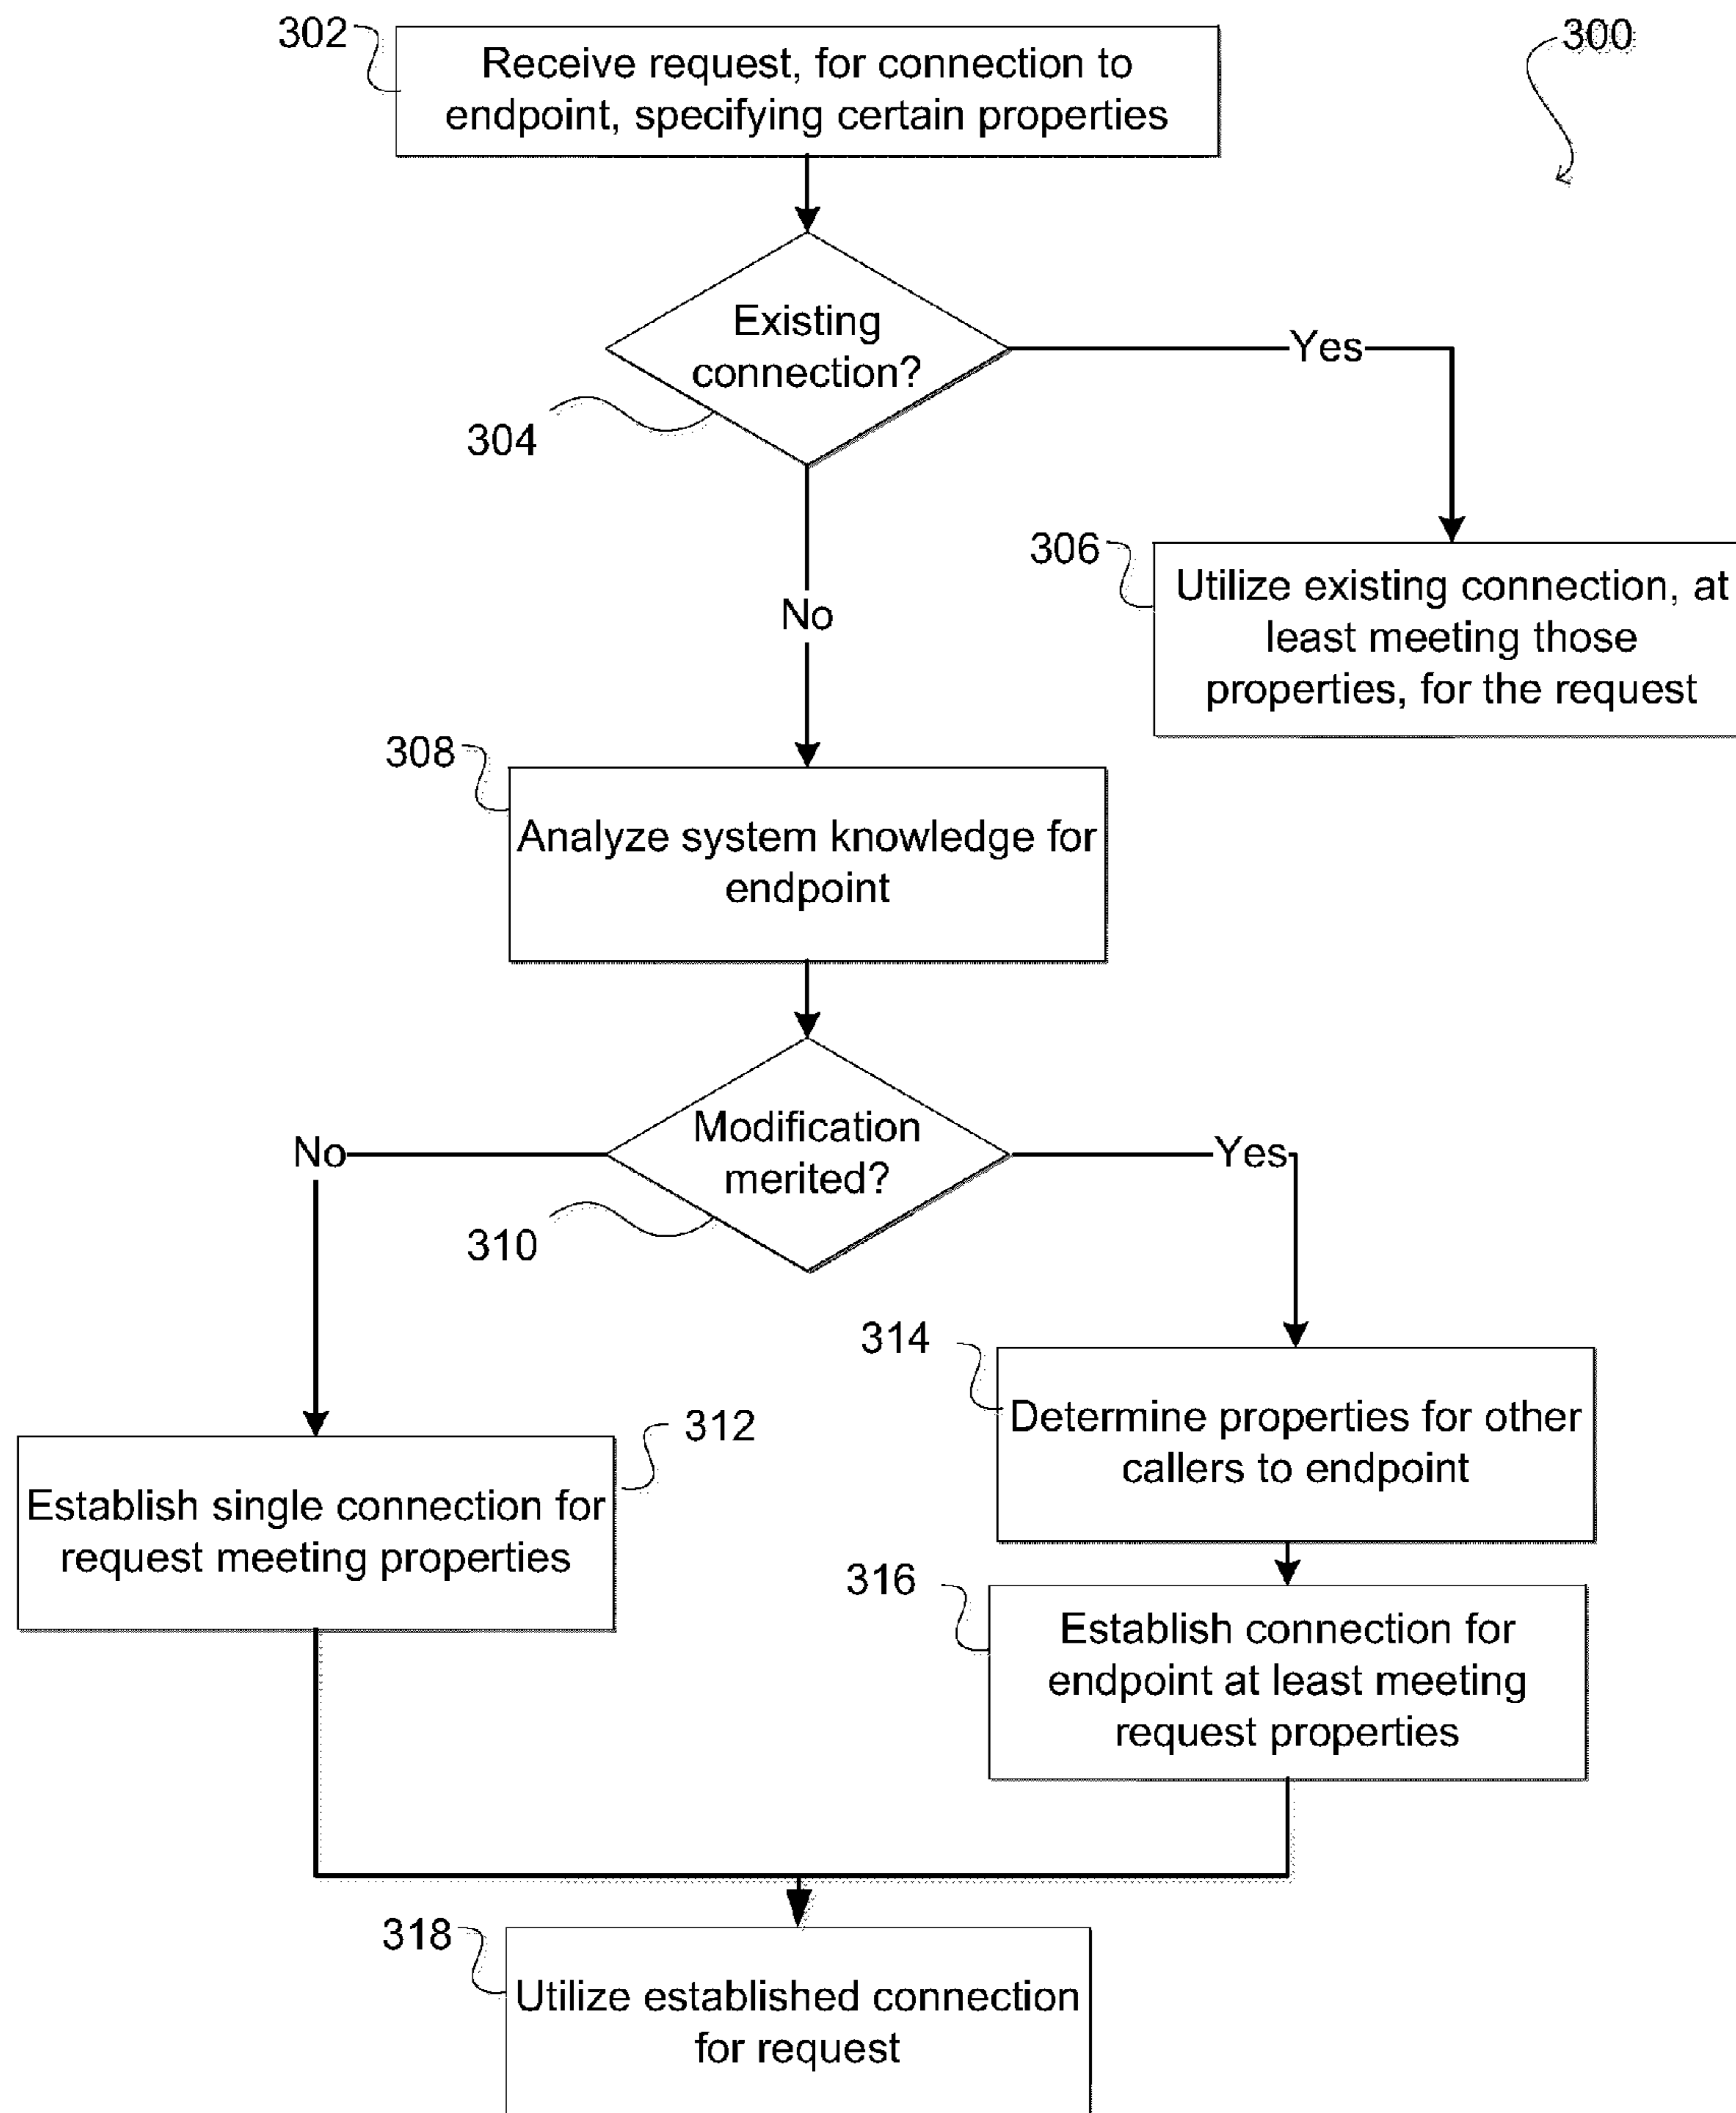 302
300
Receive request, for connection to
endpoint, specifying certain properties
Existing
connection?
Yes
304
306
Utilize existing connection, at
least meeting those
properties, for the request
No
308
Analyze system knowledge for
endpoint
Modification
merited?
No
Yes
310
314
Determine properties for other
callers to endpoint
312
Establish single connection for
request meeting properties
316
Establish connection for
endpoint at least meeting
request properties
318
Utilize established connection
for request